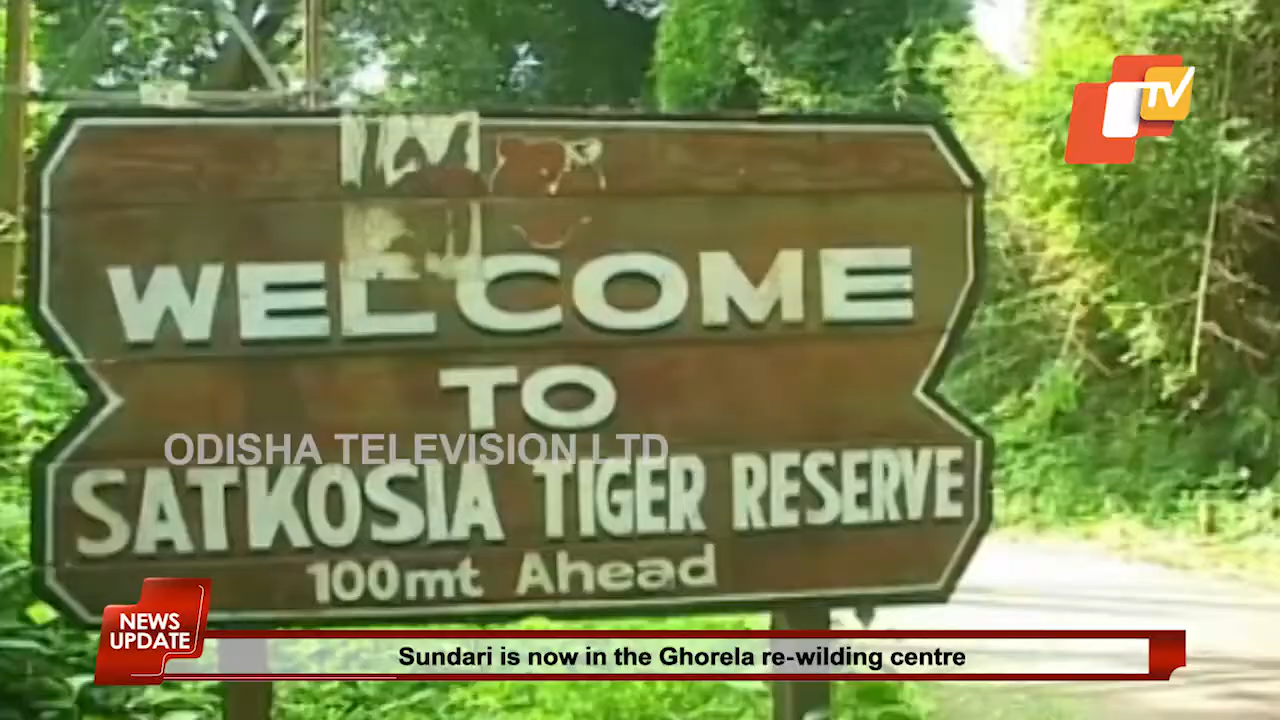 TV
WELCOME
TO
ODISHA TELEVISION LTD
SATKOSIA TIGER RESERVE
100mt Ahead
NEWS
UPDATE
Sundari is now in the Ghorela re-wilding centre